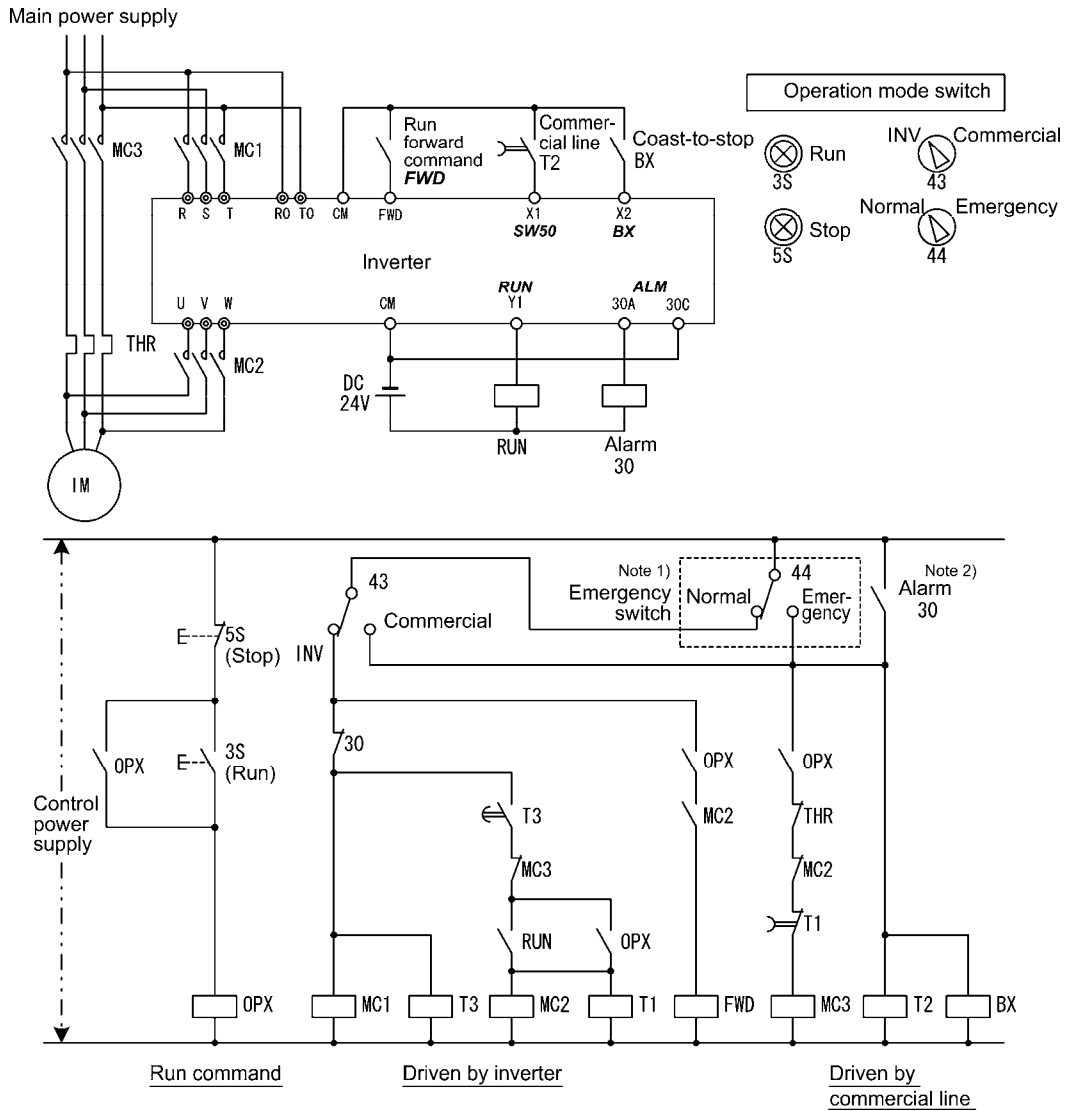 Main power supply
MC3
MC1
Run
forward
command
FWD
Commer-
cial line
T2
Coast-to-stop
BX
Operation mode switch
Run
3S
INV
Commercial
43
Stop
5S
Normal
Emergency
44
R S T RO TO CM FWD X1 X2
SW50 BX
Inverter
RUN ALM
U V W CM Y1 30A 30C
THR
MC2
DC
24V
RUN
Alarm
30
IM
Control
power
supply
5S
(Stop)
OPX
3S
(Run)
43
Commercial
INV
Note 1)
Emergency
switch
Normal
44
Emer-
gency
Note 2)
Alarm
30
30
T3
MC3
RUN
OPX
OPX
MC2
OPX
THR
MC2
T1
OPX MC1 T3 MC2 T1 FWD MC3 T2 BX
Run command
Driven by inverter
Driven by
commercial line